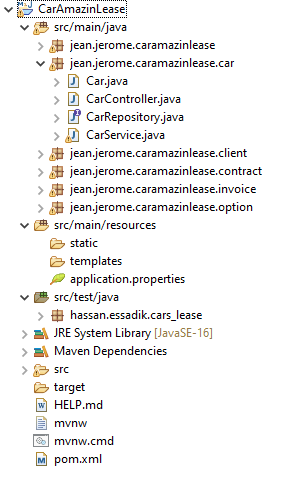 CarAmazinLease
src/main/java
jean.jerome.caramazinlease
jean.jerome.caramazinlease.car
Car.java
CarController.java
CarRepository.java
CarService.java
jean.jerome.caramazinlease.client
jean.jerome.caramazinlease.contract
jean.jerome.caramazinlease.invoice
jean.jerome.caramazinlease.option
src/main/resources
static
templates
application.properties
src/test/java
hassan.essadik.cars_lease
JRE System Library [JavaSE-16]
Maven Dependencies
src
target
HELP.md
mvnw
mvnw.cmd
pom.xml